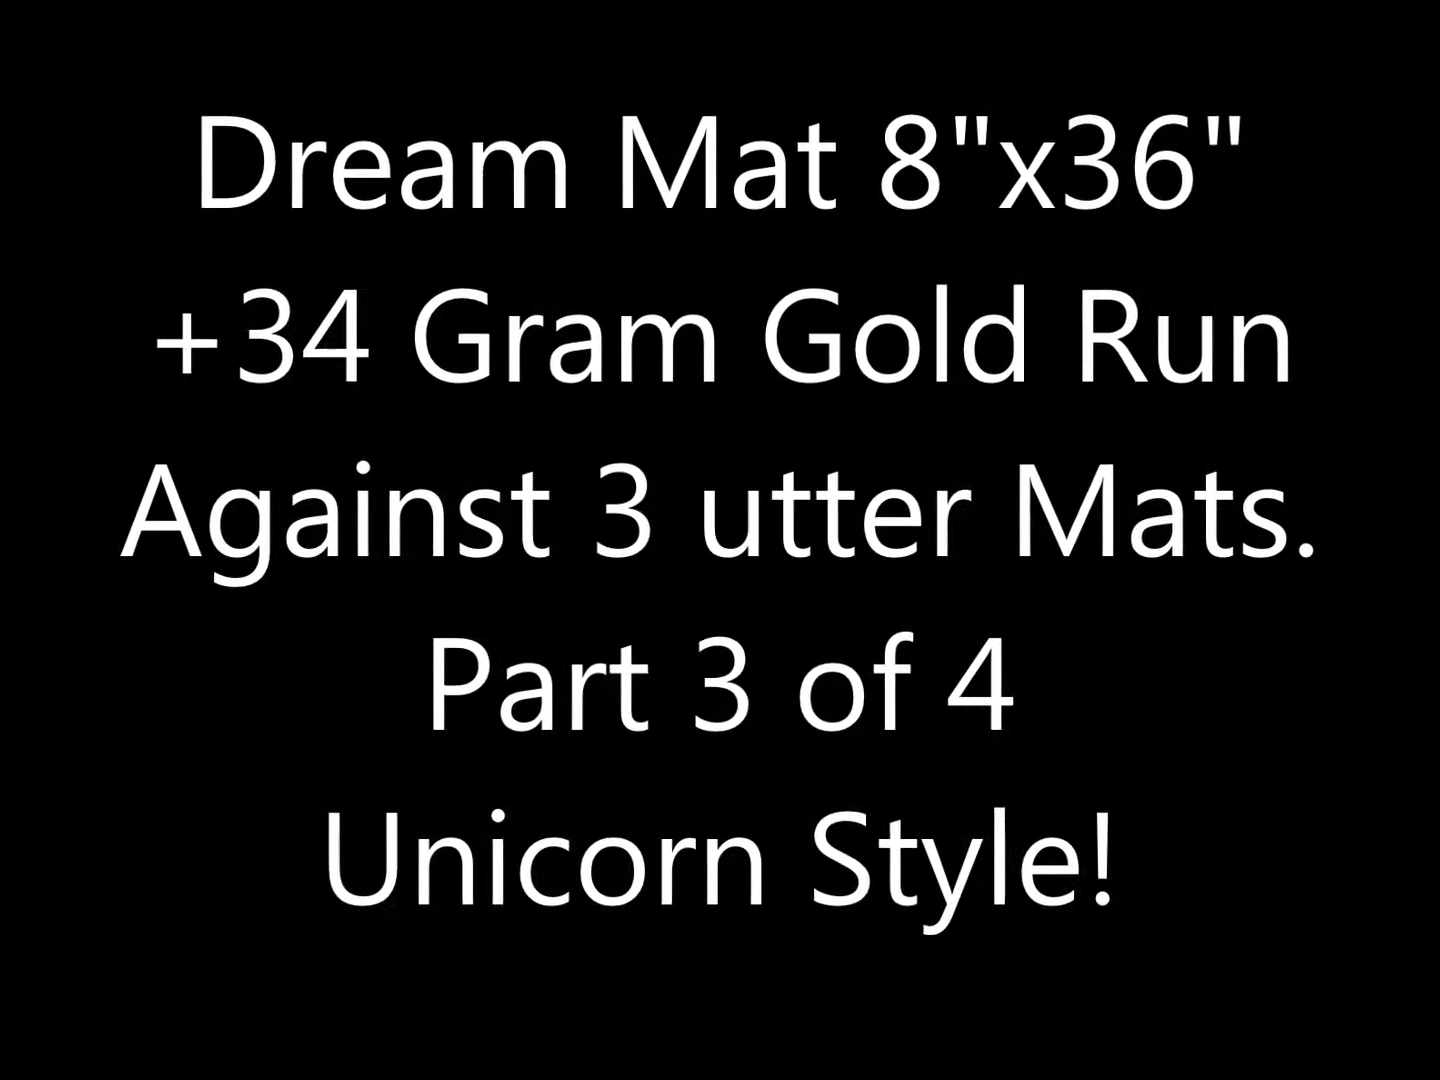 Dream Mat 8"x36"
+34 Gram Gold Run
Against 3 utter Mats.
Part 3 of 4
Unicorn Style!